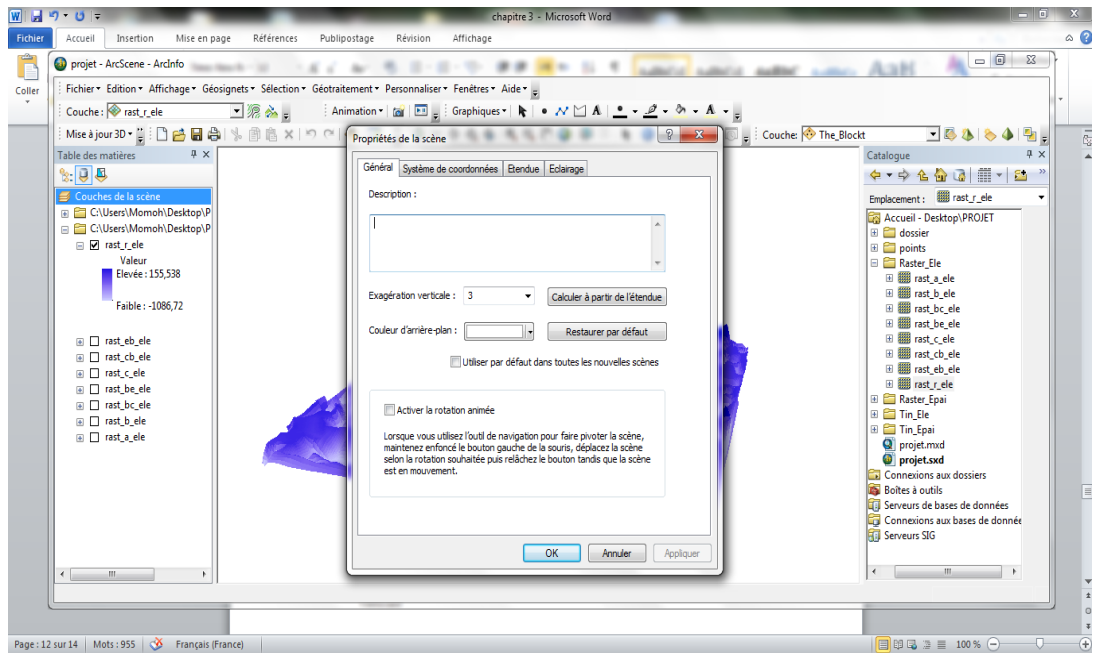 chapitre 3 - Microsoft Word
Fichier Accueil Insertion Mise en page Références Publipostage Révision Affichage
Coller
projet - ArcScene - ArcInfo
Fichier Edition Affichage Géosignets Sélection Géotraitement Personnaliser Fenêtres Aide
Couche : rast_r_ele Animation Graphiques A A
Mise à jour 3D Couche: The_Blockt
Table des matières
Couches de la scène
C:\Users\Momoh\Desktop\P
C:\Users\Momoh\Desktop\P
rast_r_ele
Valeur
Elevée : 155,538
Faible : -1086,72
rast_eb_ele
rast_cb_ele
rast_c_ele
rast_be_ele
rast_bc_ele
rast_b_ele
rast_a_ele
Propriétés de la scène
Général Système de coordonnées Etendue Eclairage
Description :
Exagération verticale : 3 Calculer à partir de l'étendue
Couleur d'arrière-plan : Restaurer par défaut
Utiliser par défaut dans toutes les nouvelles scènes
Activer la rotation animée
Lorsque vous utilisez l'outil de navigation pour faire pivoter la scène,
maintenez enfoncé le bouton gauche de la souris, déplacez la scène
selon la rotation souhaitée puis relâchez le bouton tandis que la scène
est en mouvement.
OK Annuler Appliquer
Catalogue
Emplacement : rast_r_ele
Accueil - Desktop\PROJET
dossier
points
Raster_Ele
rast_a_ele
rast_b_ele
rast_bc_ele
rast_be_ele
rast_c_ele
rast_cb_ele
rast_eb_ele
rast_r_ele
Raster_Epai
Tin_Ele
Tin_Epai
projet.mxd
projet.sxd
Connexions aux dossiers
Boîtes à outils
Serveurs de bases de données
Connexions aux bases de donnée
Serveurs SIG
Page : 12 sur 14 Mots : 955 Français (France) 100 %